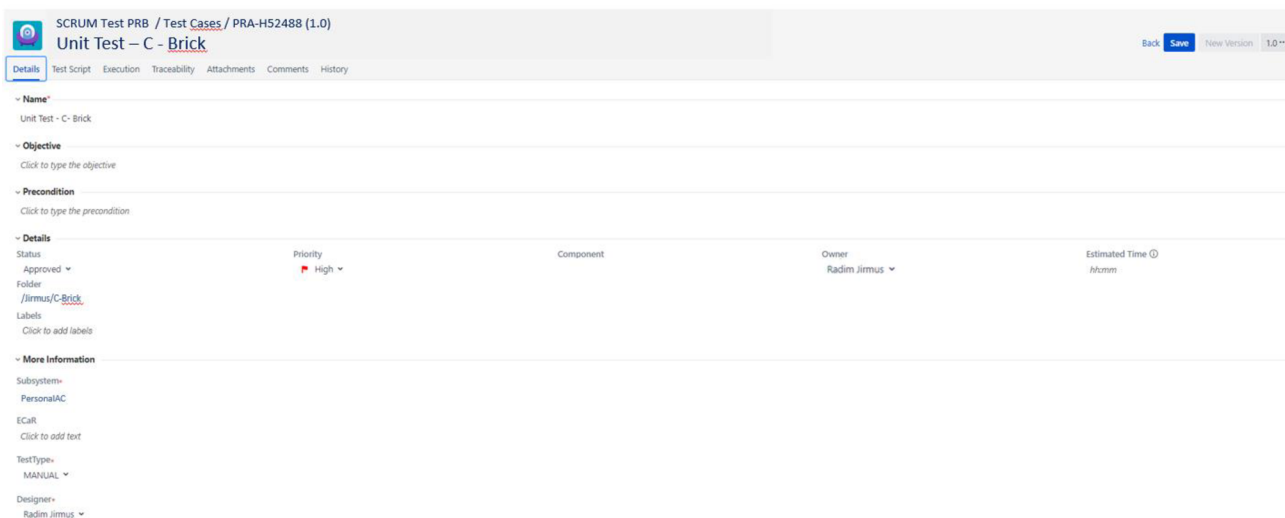 SCRUM Test PRB / Test Cases / PRA-H52488 (1.0)
Unit Test – C - Brick
Back Save New Version 1.0
Details Test Script Execution Traceability Attachments Comments History
Name*
Unit Test - C- Brick
Objective
Click to type the objective
Precondition
Click to type the precondition
Details
Status Priority Component Owner Estimated Time
Approved High Radim Jirmus hh:mm
Folder
/Jirmus/C-Brick
Labels
Click to add labels
More Information
Subsystem*
PersonalAC
ECaR
Click to add text
TestType*
MANUAL
Designer*
Radim Jirmus